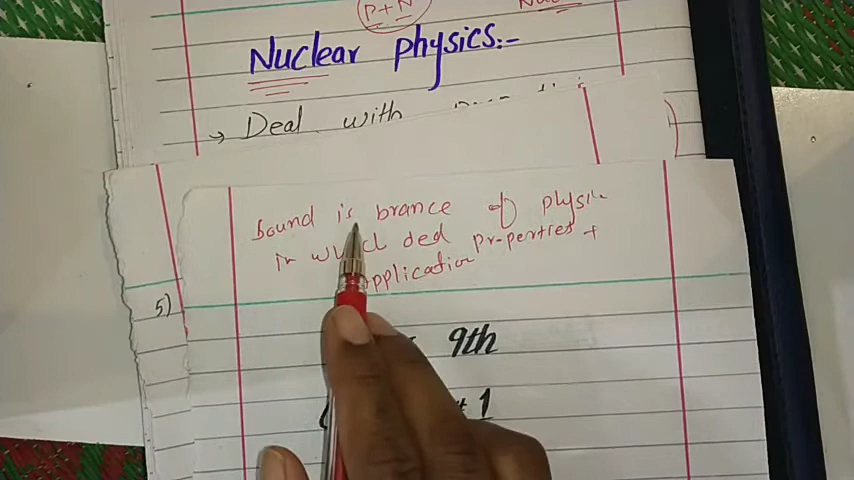 P+N
Nuclear physics:-
→ Deal with
Sound is brance of physic
in which ded properties +
application
5)
9th
1